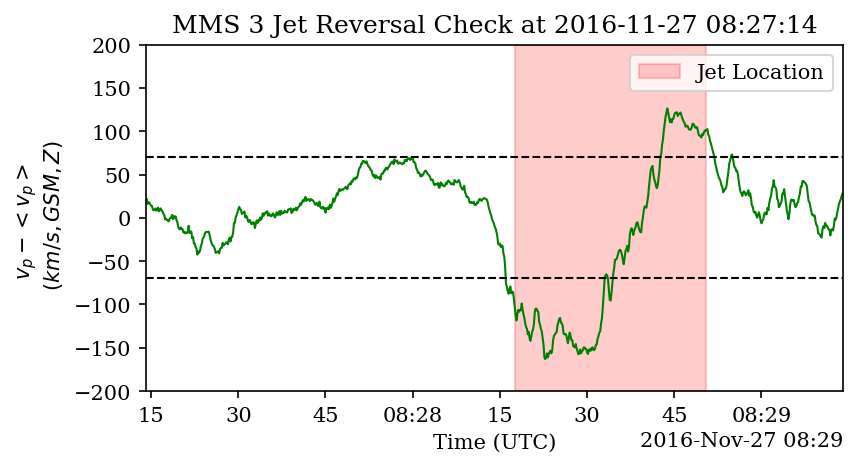 MMS 3 Jet Reversal Check at 2016-11-27 08:27:14
Jet Location
200
150
100
50
0
−50
−100
−150
−200
v_p − <v_p>
(km/s, GSM, Z)
15 30 45 08:28 15 30 45 08:29
Time (UTC)
2016-Nov-27 08:29